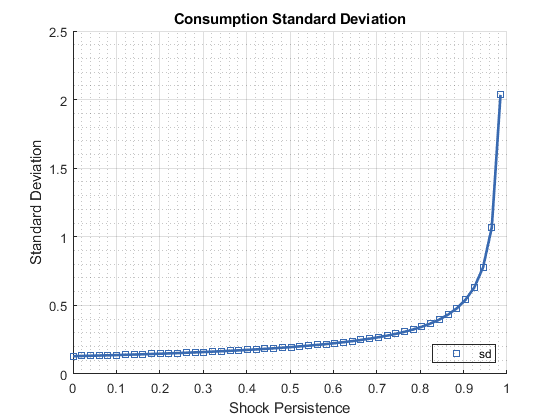 Consumption Standard Deviation
2.5
2
1.5
1
0.5
0
Standard Deviation
0 0.1 0.2 0.3 0.4 0.5 0.6 0.7 0.8 0.9 1
Shock Persistence
sd